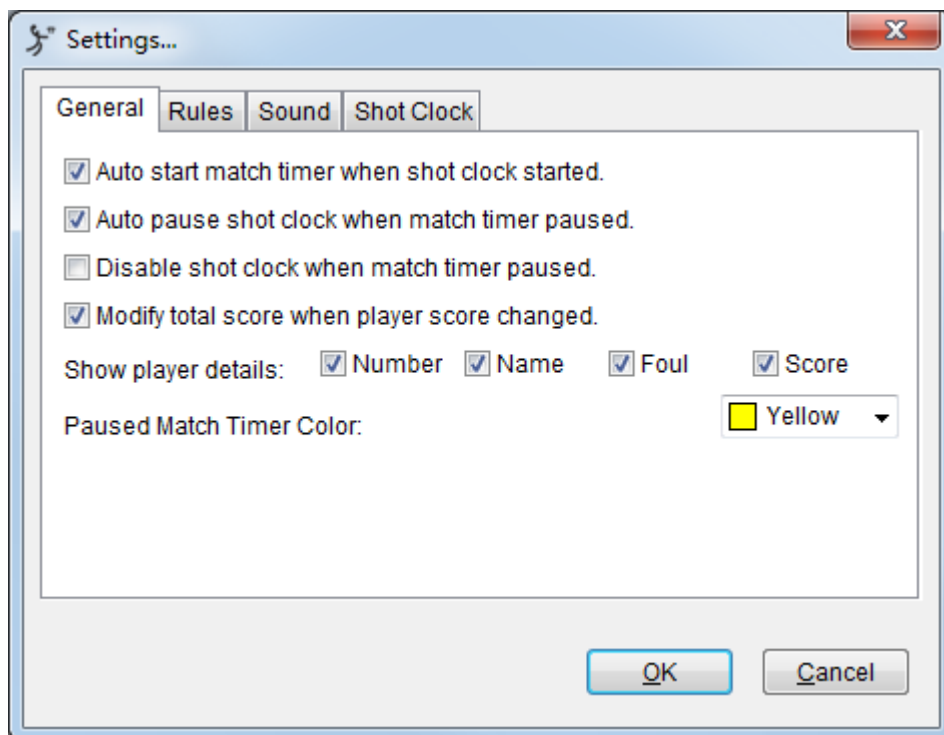 Settings...
General Rules Sound Shot Clock
Auto start match timer when shot clock started.
Auto pause shot clock when match timer paused.
Disable shot clock when match timer paused.
Modify total score when player score changed.
Show player details: Number Name Foul Score
Paused Match Timer Color: Yellow
OK Cancel